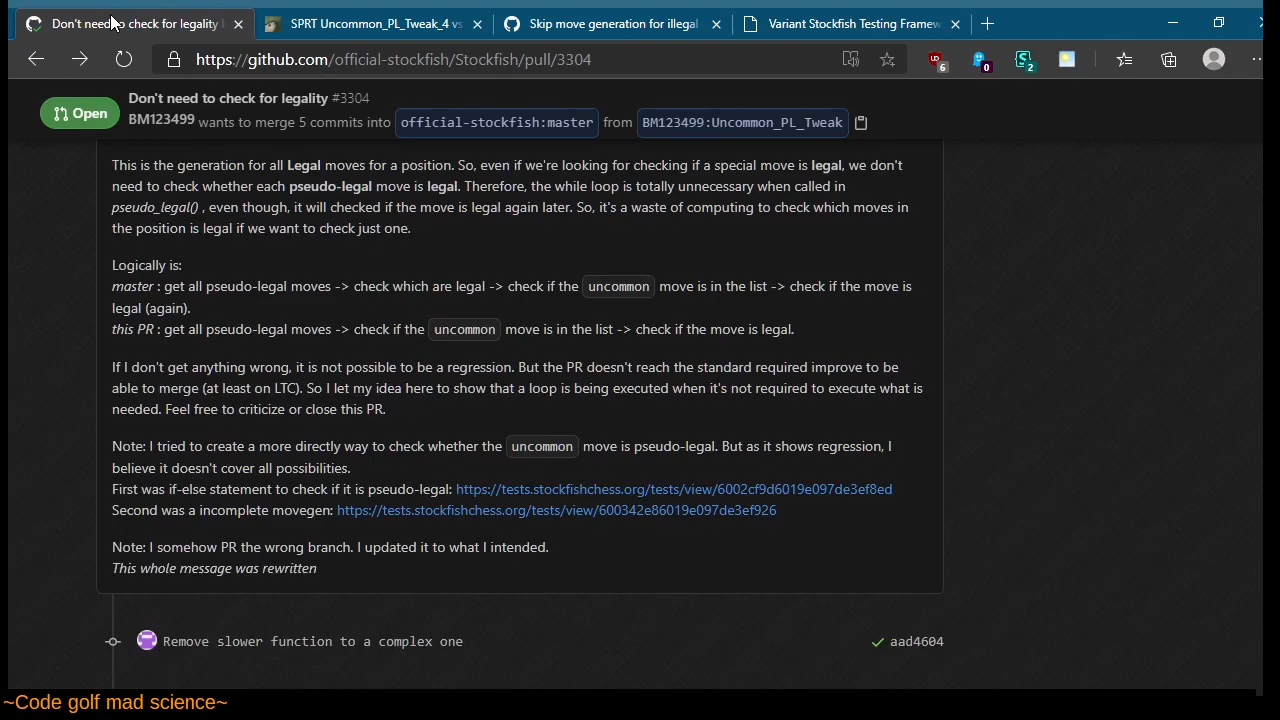 Don't need to check for legality
SPRT Uncommon_PL_Tweak_4 vs
Skip move generation for illegal
Variant Stockfish Testing Framew
https://github.com/official-stockfish/Stockfish/pull/3304
6
0
2
Open
Don't need to check for legality #3304
BM123499 wants to merge 5 commits into official-stockfish:master from BM123499:Uncommon_PL_Tweak
This is the generation for all Legal moves for a position. So, even if we're looking for checking if a special move is legal, we don't
need to check whether each pseudo-legal move is legal. Therefore, the while loop is totally unnecessary when called in
pseudo_legal() , even though, it will checked if the move is legal again later. So, it's a waste of computing to check which moves in
the position is legal if we want to check just one.
Logically is:
master : get all pseudo-legal moves -> check which are legal -> check if the uncommon move is in the list -> check if the move is
legal (again).
this PR : get all pseudo-legal moves -> check if the uncommon move is in the list -> check if the move is legal.
If I don't get anything wrong, it is not possible to be a regression. But the PR doesn't reach the standard required improve to be
able to merge (at least on LTC). So I let my idea here to show that a loop is being executed when it's not required to execute what is
needed. Feel free to criticize or close this PR.
Note: I tried to create a more directly way to check whether the uncommon move is pseudo-legal. But as it shows regression, I
believe it doesn't cover all possibilities.
First was if-else statement to check if it is pseudo-legal: https://tests.stockfishchess.org/tests/view/6002cf9d6019e097de3ef8ed
Second was a incomplete movegen: https://tests.stockfishchess.org/tests/view/600342e86019e097de3ef926
Note: I somehow PR the wrong branch. I updated it to what I intended.
This whole message was rewritten
Remove slower function to a complex one
aad4604
~Code golf mad science~